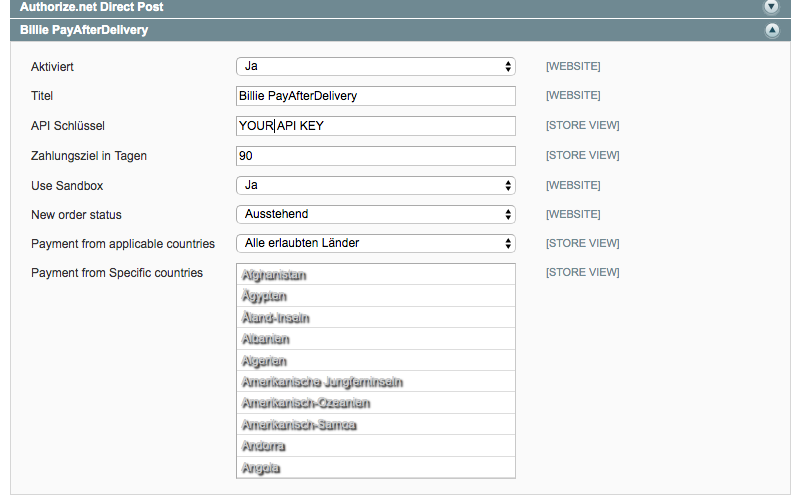 Authorize.net Direct Post
Billie PayAfterDelivery
Aktiviert Ja [WEBSITE]
Titel Billie PayAfterDelivery [WEBSITE]
API Schlüssel YOUR API KEY [STORE VIEW]
Zahlungsziel in Tagen 90 [STORE VIEW]
Use Sandbox Ja [WEBSITE]
New order status Ausstehend [WEBSITE]
Payment from applicable countries Alle erlaubten Länder [STORE VIEW]
Payment from Specific countries [STORE VIEW]
Afghanistan
Ägypten
Åland-Inseln
Albanien
Algerien
Amerikanische Jungferninseln
Amerikanisch-Ozeanien
Amerikanisch-Samoa
Andorra
Angola